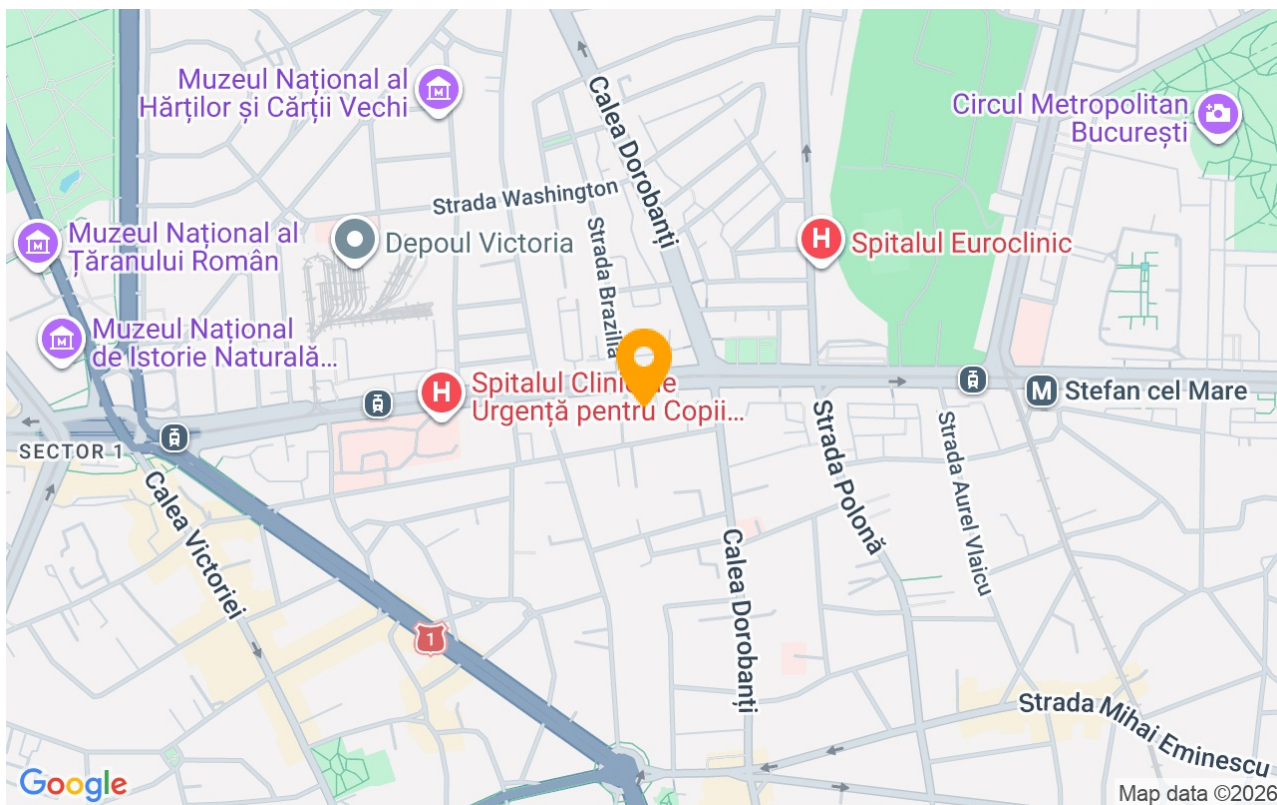 Muzeul Național al
Hărților și Cărții Vechi
Calea Dorobanți
Circul Metropolitan
București
Strada Washington
Muzeul Național al
Țăranului Român
Depoul Victoria
Strada Brazilia
H
Spitalul Euroclinic
Muzeul Național
de Istorie Naturală...
H
Spitalul Clinic de
Urgență pentru Copii...
M
Stefan cel Mare
SECTOR 1
Calea Victoriei
Strada Polonă
Strada Aurel Vlaicu
Calea Dorobanți
1
Strada Mihai Eminescu
Google
Map data ©2026